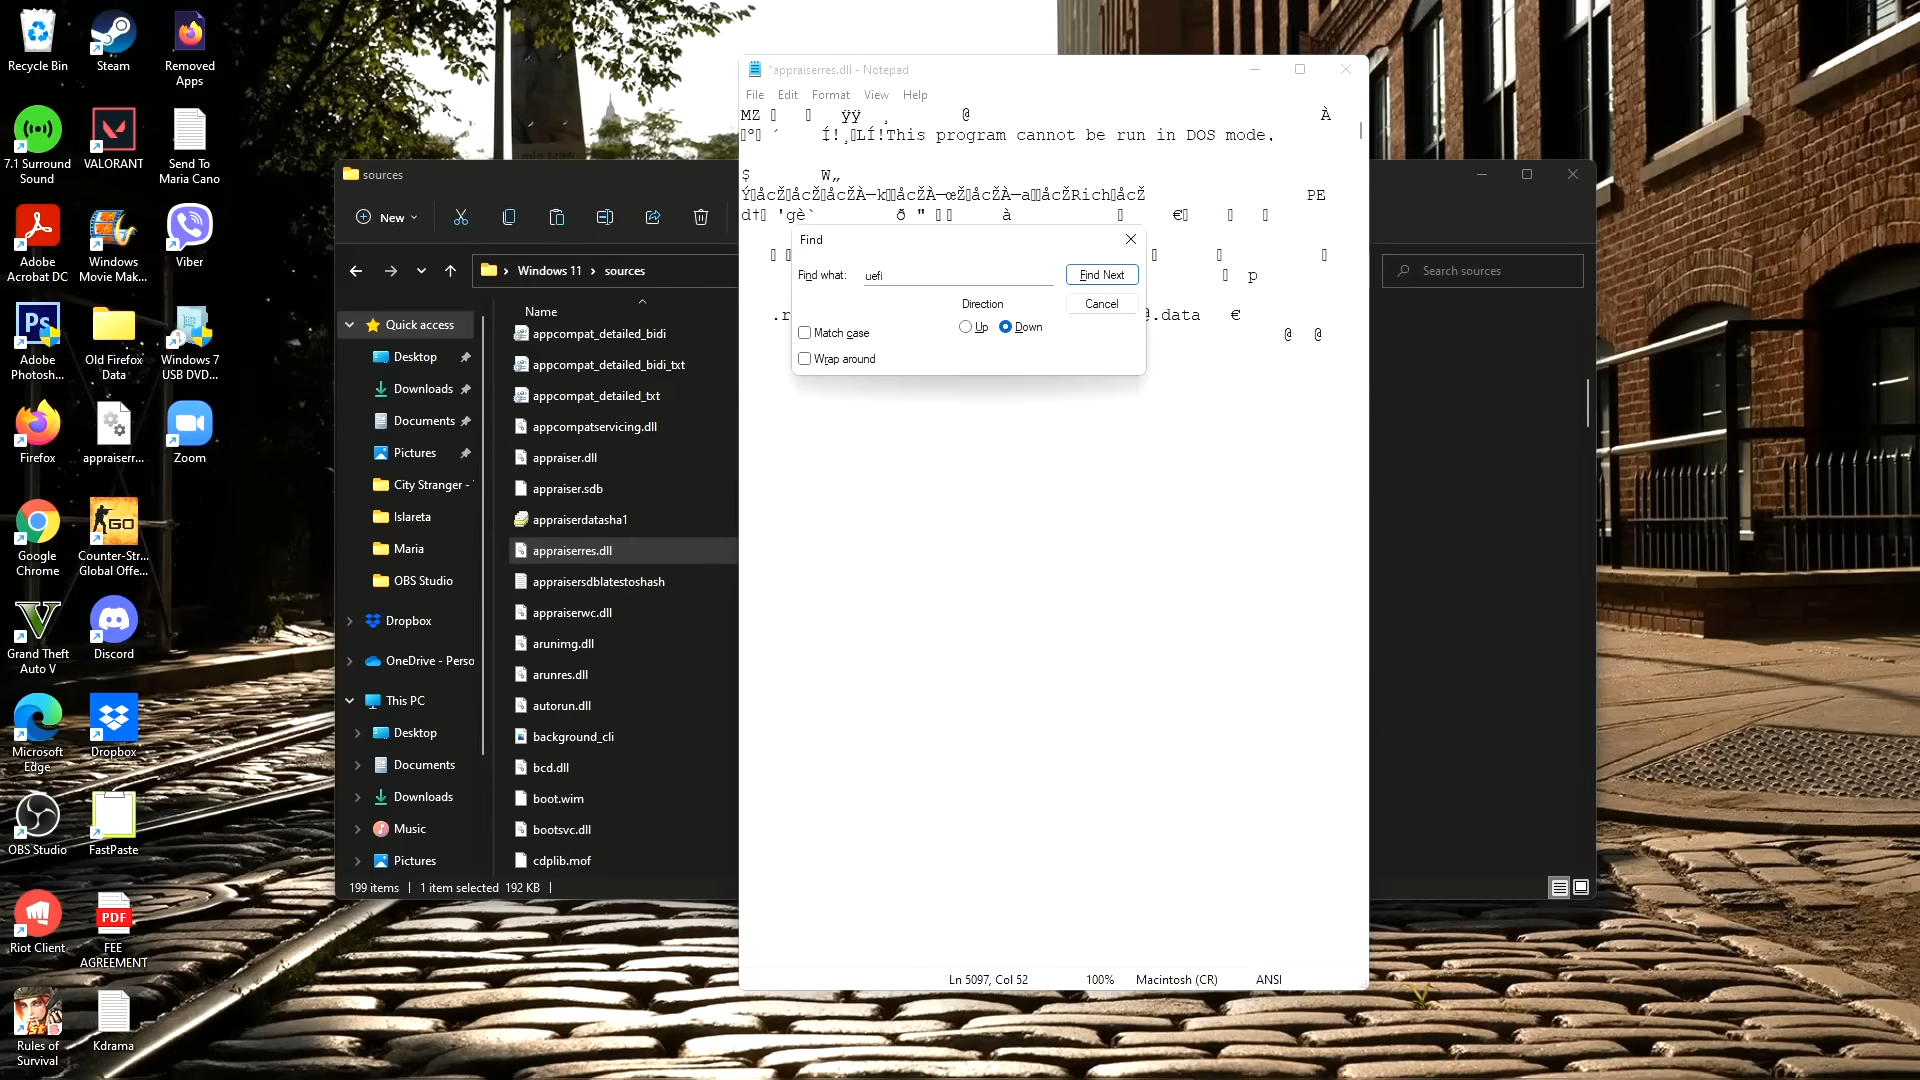 Recycle Bin
Steam
Removed Apps
7.1 Surround Sound
VALORANT
Send To Maria Cano
Adobe Acrobat DC
Windows Movie Mak...
Viber
Adobe Photosh...
Old Firefox Data
Windows 7 USB DVD...
Firefox
appraiserr...
Zoom
Google Chrome
Counter-Str... Global Offe...
Grand Theft Auto V
Discord
Microsoft Edge
Dropbox
OBS Studio
FastPaste
Riot Client
FEE AGREEMENT
Rules of Survival
Kdrama
sources
New
Windows 11 > sources
Search sources
Quick access
Desktop
Downloads
Documents
Pictures
City Stranger -
Islareta
Maria
OBS Studio
Dropbox
OneDrive - Perso
This PC
Desktop
Documents
Downloads
Music
Pictures
Name
appcompat_detailed_bidi
appcompat_detailed_bidi_txt
appcompat_detailed_txt
appcompatservicing.dll
appraiser.dll
appraiser.sdb
appraiserdatasha1
appraiserres.dll
appraisersdblatestoshash
appraiserwc.dll
arunimg.dll
arunres.dll
autorun.dll
background_cli
bcd.dll
boot.wim
bootsvc.dll
cdplib.mof
199 items | 1 item selected 192 KB |
*appraiserres.dll - Notepad
File Edit Format View Help
MZ ÿÿ ¸ @ À
º ´ Í!¸LÍ!This program cannot be run in DOS mode.
$ W„
PE
d† 'gè` ð " à €
p
.data €
@ @
Find
Find what: uefi
Find Next
Direction
Cancel
Up Down
Match case
Wrap around
Ln 5097, Col 52 100% Macintosh (CR) ANSI